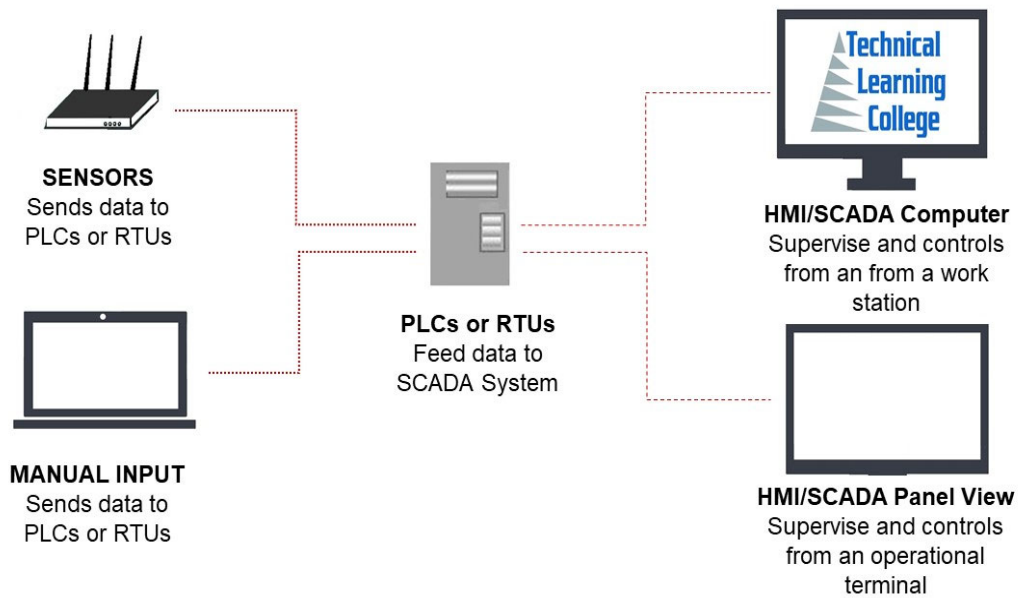 SENSORS
Sends data to
PLCs or RTUs
MANUAL INPUT
Sends data to
PLCs or RTUs
PLCs or RTUs
Feed data to
SCADA System
Technical
Learning
College
HMI/SCADA Computer
Supervise and controls
from an from a work
station
HMI/SCADA Panel View
Supervise and controls
from an operational
terminal